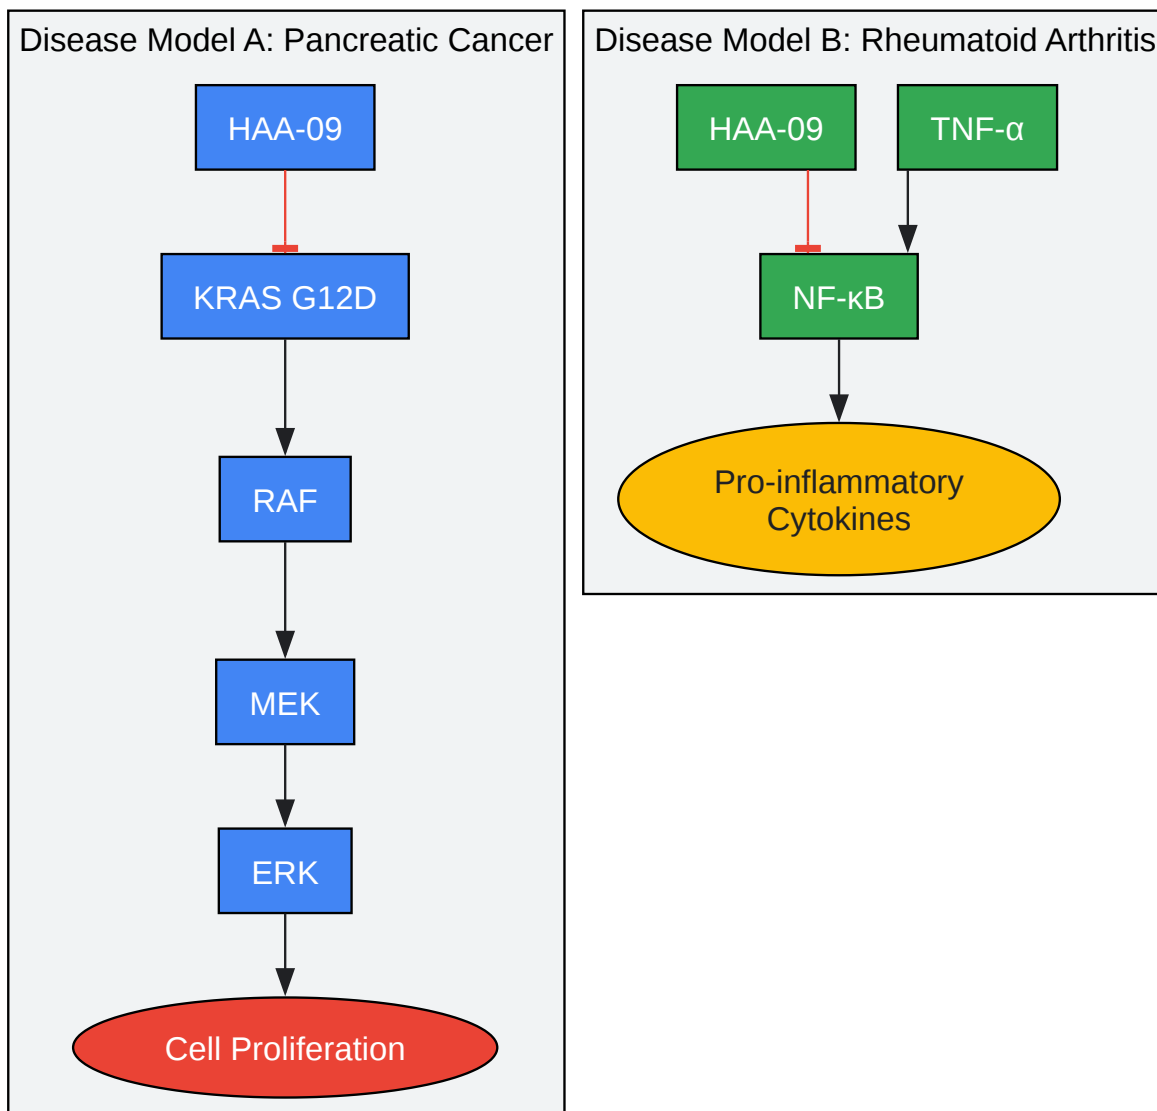 Disease Model A: Pancreatic Cancer
HAA-09
KRAS G12D
RAF
MEK
ERK
Cell Proliferation
Disease Model B: Rheumatoid Arthritis
HAA-09
TNF-α
NF-κB
Pro-inflammatory
Cytokines